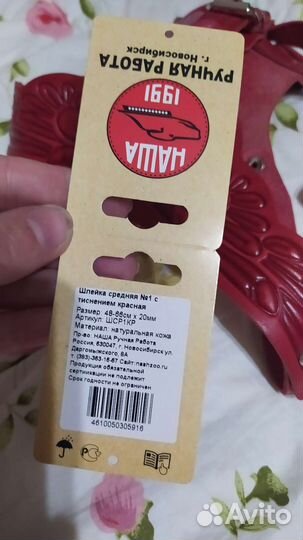 г. Новосибирск
РУЧНАЯ РАБОТА
1991
НАША
Шлейка средняя №1 с
тиснением красная
Размер: 48-66см х 20мм
Артикул: ШСР1КР
Материал: натуральная кожа
Пр-во: НАША Ручная Работа
Россия, 630047, г. Новосибирск ул.
Даргомыжского, 8А
т. (383)-363-16-67 Сайт:nashzoo.ru
Продукция обязательной
сертификации не подлежит
Срок годности не ограничен
4610050305916
Avito